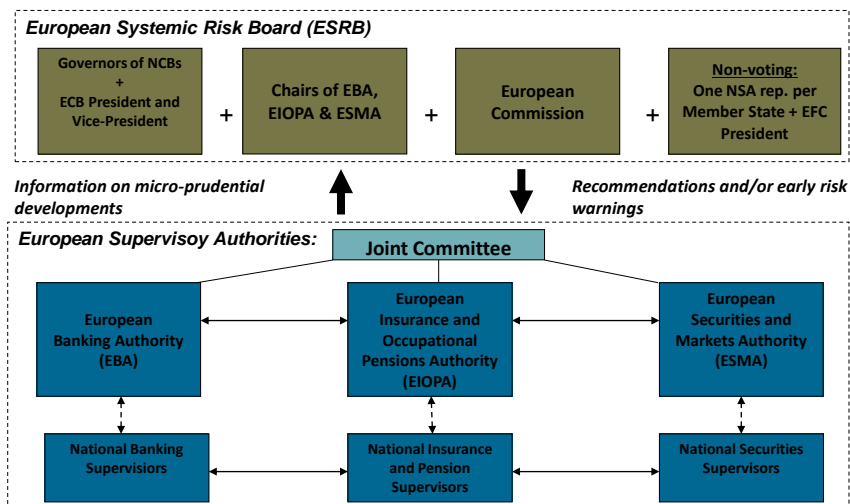 European Systemic Risk Board (ESRB)
Governors of NCBs
+
ECB President and
Vice-President
+
Chairs of EBA,
EIOPA & ESMA
+
European
Commission
+
Non-voting:
One NSA rep. per
Member State + EFC
President
Information on micro-prudential
developments
Recommendations and/or early risk
warnings
European Supervisoy Authorities:
Joint Committee
European
Banking Authority
(EBA)
European
Insurance and
Occupational
Pensions Authority
(EIOPA)
European
Securities and
Markets Authority
(ESMA)
National Banking
Supervisiors
National Insurance
and Pension
Supervisors
National Securities
Supervisors